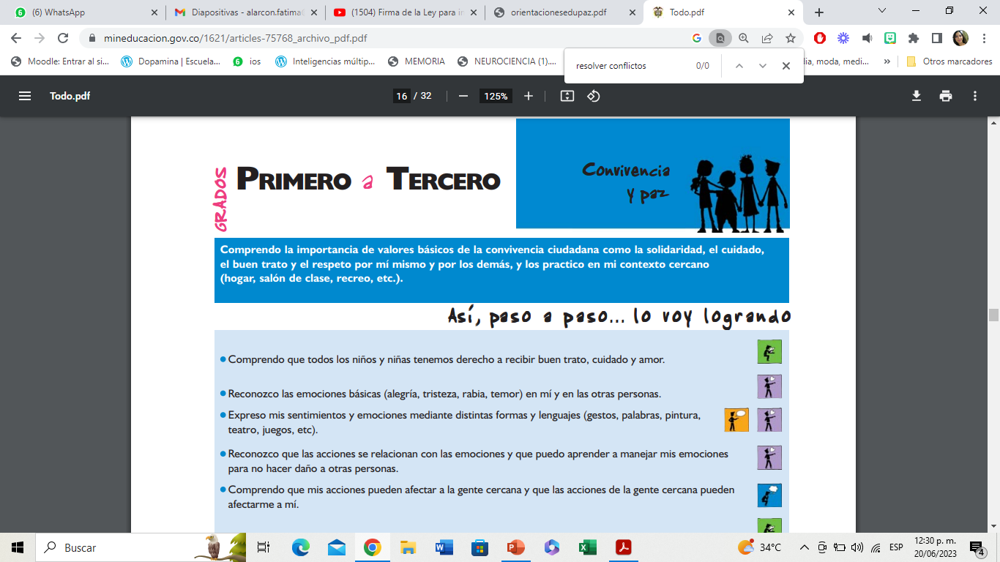 (6) WhatsApp
Diapositivas - alarcon.fatima
(1504) Firma de la Ley para in
orientacionesedupaz.pdf
Todo.pdf
mineducacion.gov.co/1621/articles-75768_archivo_pdf.pdf
Moodle: Entrar al si...
Dopamina | Escuela...
ios
Inteligencias múltip...
MEMORIA
NEUROCIENCIA (1)....
moda, medi...
»
Otros marcadores
resolver conflictos 0/0
Todo.pdf
16 / 32
125%
GRADOS
PRIMERO a TERCERO
Convivencia
y paz
Comprendo la importancia de valores básicos de la convivencia ciudadana como la solidaridad, el cuidado,
el buen trato y el respeto por mí mismo y por los demás, y los practico en mi contexto cercano
(hogar, salón de clase, recreo, etc.).
Así, paso a paso... lo voy logrando
• Comprendo que todos los niños y niñas tenemos derecho a recibir buen trato, cuidado y amor.
• Reconozco las emociones básicas (alegría, tristeza, rabia, temor) en mí y en las otras personas.
• Expreso mis sentimientos y emociones mediante distintas formas y lenguajes (gestos, palabras, pintura,
teatro, juegos, etc).
• Reconozco que las acciones se relacionan con las emociones y que puedo aprender a manejar mis emociones
para no hacer daño a otras personas.
• Comprendo que mis acciones pueden afectar a la gente cercana y que las acciones de la gente cercana pueden
afectarme a mí.
Buscar
34°C
ESP
12:30 p. m.
20/06/2023
4